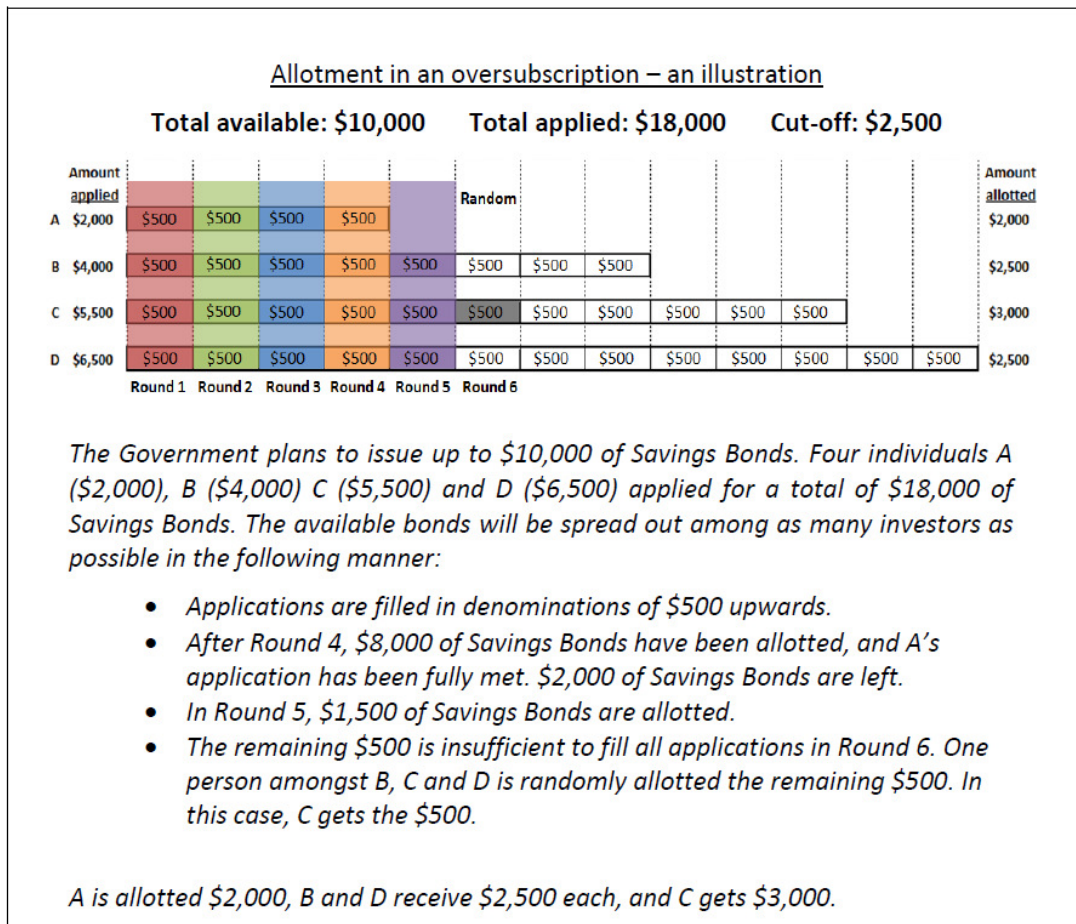 Allotment in an oversubscription – an illustration
Total available: $10,000 Total applied: $18,000 Cut-off: $2,500
Amount applied Random Amount allotted
A $2,000 $500 $500 $500 $500 $2,000
B $4,000 $500 $500 $500 $500 $500 $500 $500 $500 $2,500
C $5,500 $500 $500 $500 $500 $500 $500 $500 $500 $500 $500 $500 $3,000
D $6,500 $500 $500 $500 $500 $500 $500 $500 $500 $500 $500 $500 $500 $500 $2,500
Round 1 Round 2 Round 3 Round 4 Round 5 Round 6
The Government plans to issue up to $10,000 of Savings Bonds. Four individuals A
($2,000), B ($4,000) C ($5,500) and D ($6,500) applied for a total of $18,000 of
Savings Bonds. The available bonds will be spread out among as many investors as
possible in the following manner:
• Applications are filled in denominations of $500 upwards.
• After Round 4, $8,000 of Savings Bonds have been allotted, and A’s
application has been fully met. $2,000 of Savings Bonds are left.
• In Round 5, $1,500 of Savings Bonds are allotted.
• The remaining $500 is insufficient to fill all applications in Round 6. One
person amongst B, C and D is randomly allotted the remaining $500. In
this case, C gets the $500.
A is allotted $2,000, B and D receive $2,500 each, and C gets $3,000.